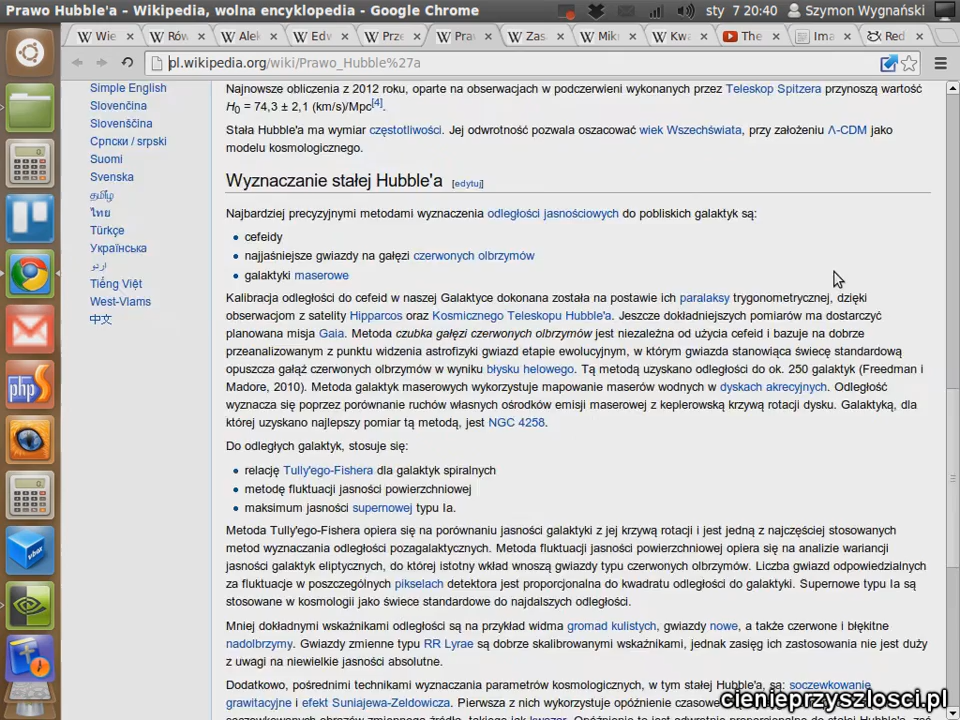 Prawo Hubble'a – Wikipedia, wolna encyklopedia - Google Chrome
sty 7 20:40 Szymon Wygnański
Wie × Rów × Alek × Edw × Prze × Praw × Zas × Mikr × Kwa × The × Ima × Red ×
pl.wikipedia.org/wiki/Prawo_Hubble%27a
Simple English
Slovenčina
Slovenščina
Српски / srpski
Suomi
Svenska
தமிழ்
ไทย
Türkçe
Українська
اردو
Tiếng Việt
West-Vlams
中文
Najnowsze obliczenia z 2012 roku, oparte na obserwacjach w podczerwieni wykonanych przez Teleskop Spitzera przynoszą wartość
H0 = 74,3 ± 2,1 (km/s)/Mpc[4].
Stała Hubble'a ma wymiar częstotliwości. Jej odwrotność pozwala oszacować wiek Wszechświata, przy założeniu Λ-CDM jako
modelu kosmologicznego.
Wyznaczanie stałej Hubble'a [edytuj]
Najbardziej precyzyjnymi metodami wyznaczenia odległości jasnościowych do pobliskich galaktyk są:
cefeidy
najjaśniejsze gwiazdy na gałęzi czerwonych olbrzymów
galaktyki maserowe
Kalibracja odległości do cefeid w naszej Galaktyce dokonana została na postawie ich paralaksy trygonometrycznej, dzięki
obserwacjom z satelity Hipparcos oraz Kosmicznego Teleskopu Hubble'a. Jeszcze dokładniejszych pomiarów ma dostarczyć
planowana misja Gaia. Metoda czubka gałęzi czerwonych olbrzymów jest niezależna od użycia cefeid i bazuje na dobrze
przeanalizowanym z punktu widzenia astrofizyki gwiazd etapie ewolucyjnym, w którym gwiazda stanowiąca świecę standardową
opuszcza gałąź czerwonych olbrzymów w wyniku błysku helowego. Tą metodą uzyskano odległości do ok. 250 galaktyk (Freedman i
Madore, 2010). Metoda galaktyk maserowych wykorzystuje mapowanie maserów wodnych w dyskach akrecyjnych. Odległość
wyznacza się poprzez porównanie ruchów własnych ośrodków emisji maserowej z keplerowską krzywą rotacji dysku. Galaktyką, dla
której uzyskano najlepszy pomiar tą metodą, jest NGC 4258.
Do odległych galaktyk, stosuje się:
relację Tully'ego-Fishera dla galaktyk spiralnych
metodę fluktuacji jasności powierzchniowej
maksimum jasności supernowej typu Ia.
Metoda Tully'ego-Fishera opiera się na porównaniu jasności galaktyki z jej krzywą rotacji i jest jedną z najczęściej stosowanych
metod wyznaczania odległości pozagalaktycznych. Metoda fluktuacji jasności powierzchniowej opiera się na analizie wariancji
jasności galaktyk eliptycznych, do której istotny wkład wnoszą gwiazdy typu czerwonych olbrzymów. Liczba gwiazd odpowiedzialnych
za fluktuacje w poszczególnych pikselach detektora jest proporcjonalna do kwadratu odległości do galaktyki. Supernowe typu Ia są
stosowane w kosmologii jako świece standardowe do najdalszych odległości.
Mniej dokładnymi wskaźnikami odległości są na przykład widma gromad kulistych, gwiazdy nowe, a także czerwone i błękitne
nadolbrzymy. Gwiazdy zmienne typu RR Lyrae są dobrze skalibrowanymi wskaźnikami, jednak zasięg ich zastosowania nie jest duży
z uwagi na niewielkie jasności absolutne.
Dodatkowo, pośrednimi technikami wyznaczania parametrów kosmologicznych, w tym stałej Hubble'a, są: soczewkowanie
grawitacyjne i efekt Suniajewa-Zeldowicza. Pierwsza z nich wykorzystuje opóźnienie
cienieprzyszlosci.pl